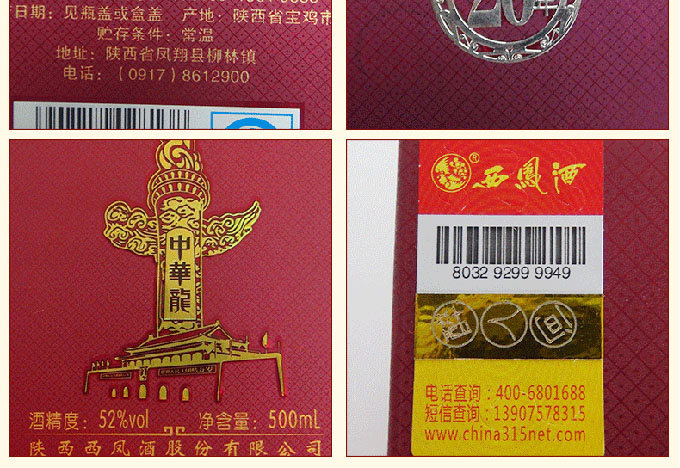 日期：见瓶盖或盒盖 产地：陕西省宝鸡市
贮存条件：常温
地址：陕西省凤翔县柳林镇
电话：（0917）8612900
20年
中華龍
酒精度：52%vol 净含量：500mL
陕西西凤酒股份有限公司
西鳳酒
8032 9299 9949
电话查询：400-6801688
短信查询：13907578315
www.china315net.com